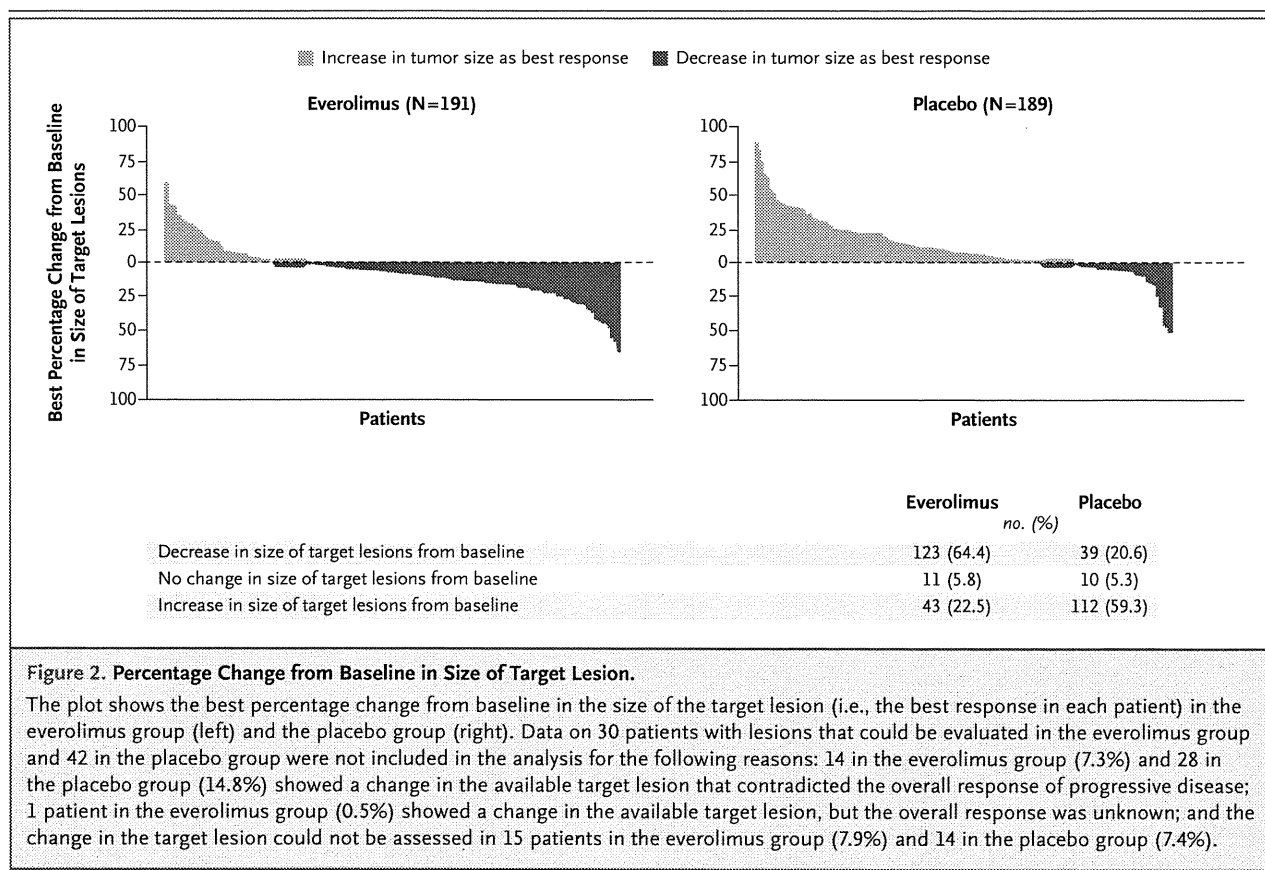 Increase in tumor size as best response Decrease in tumor size as best response
Everolimus (N=191) Placebo (N=189)
Best Percentage Change from Baseline
in Size of Target Lesions
100 100
75 75
50 50
25 25
0 0
25 25
50 50
75 75
100 100
Patients Patients
Everolimus Placebo
no. (%)
Decrease in size of target lesions from baseline 123 (64.4) 39 (20.6)
No change in size of target lesions from baseline 11 (5.8) 10 (5.3)
Increase in size of target lesions from baseline 43 (22.5) 112 (59.3)
Figure 2. Percentage Change from Baseline in Size of Target Lesion.
The plot shows the best percentage change from baseline in the size of the target lesion (i.e., the best response in each patient) in the
everolimus group (left) and the placebo group (right). Data on 30 patients with lesions that could be evaluated in the everolimus group
and 42 in the placebo group were not included in the analysis for the following reasons: 14 in the everolimus group (7.3%) and 28 in
the placebo group (14.8%) showed a change in the available target lesion that contradicted the overall response of progressive disease;
1 patient in the everolimus group (0.5%) showed a change in the available target lesion, but the overall response was unknown; and the
change in the target lesion could not be assessed in 15 patients in the everolimus group (7.9%) and 14 in the placebo group (7.4%).